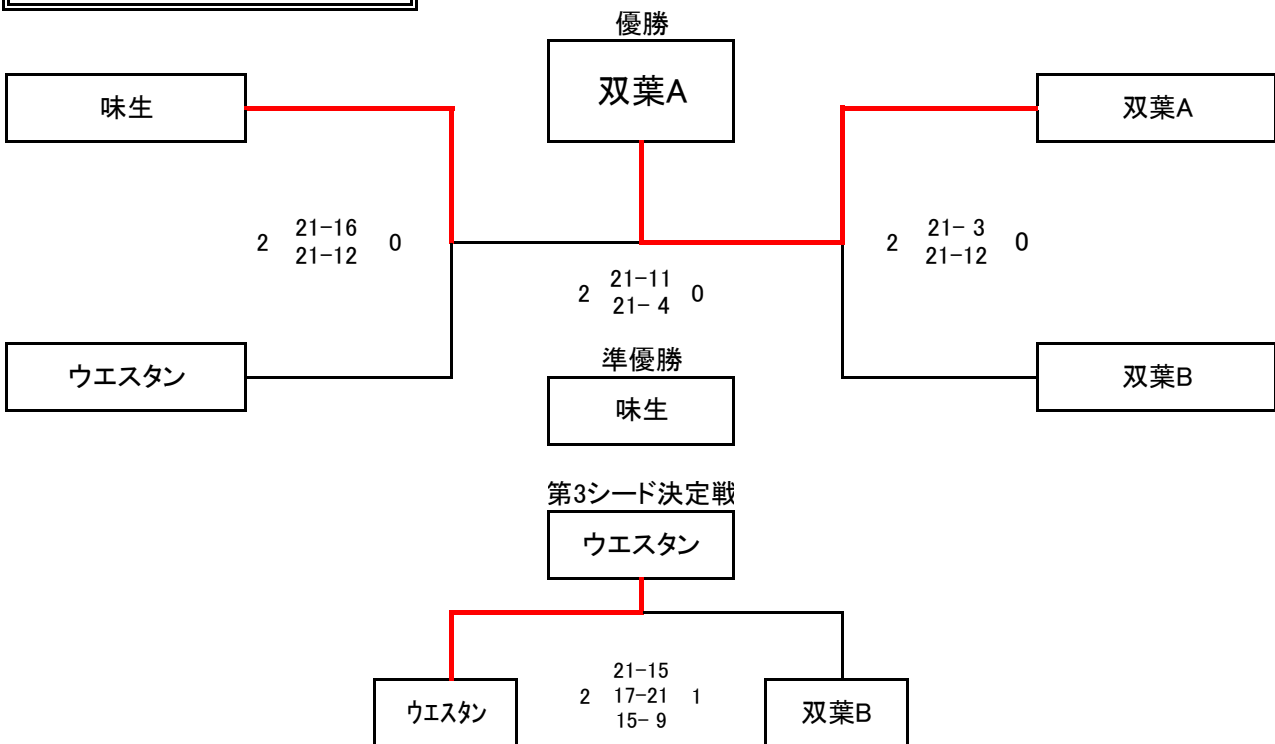 優勝
双葉A
味生
双葉A
2 21-16 0
21-12
2 21- 3 0
21-12
2 21-11 0
21- 4
ウエスタン
準優勝
味生
双葉B
第3シード決定戦
ウエスタン
21-15
2 17-21 1
15- 9
ウエスタン
双葉B